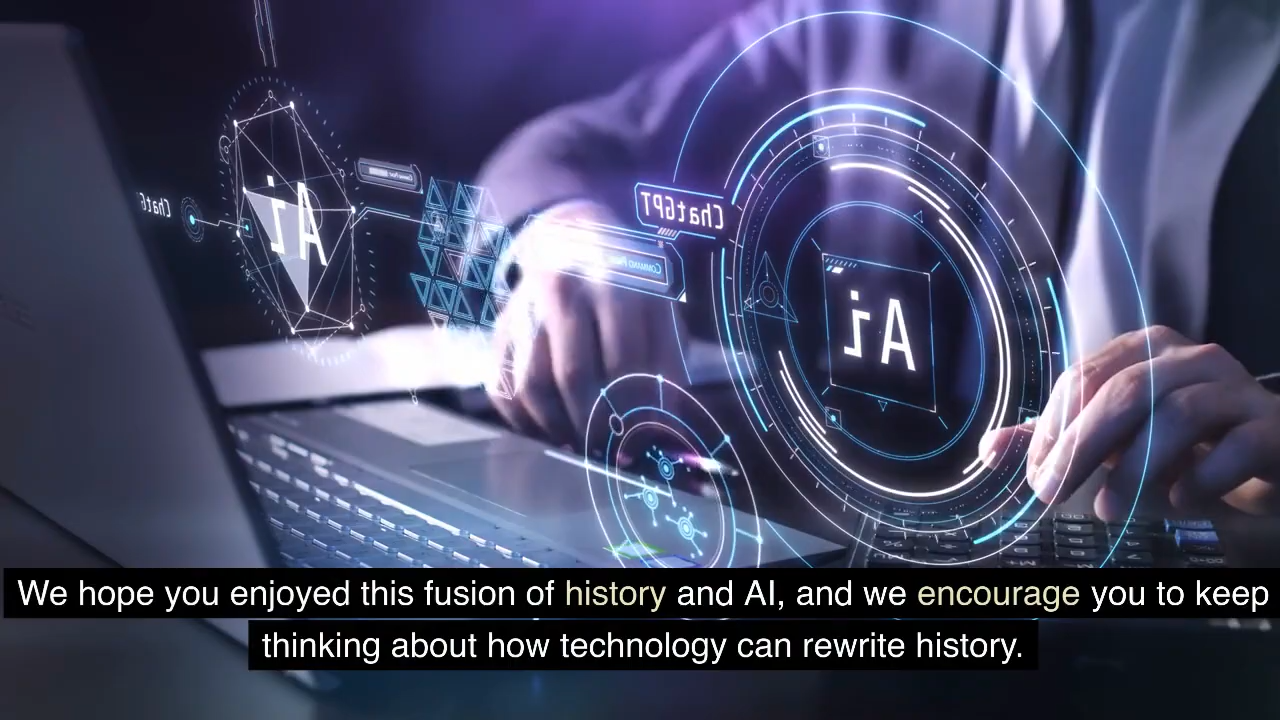 Ai
ChatG
ChatGPT
Ai
We hope you enjoyed this fusion of history and AI, and we encourage you to keep
thinking about how technology can rewrite history.